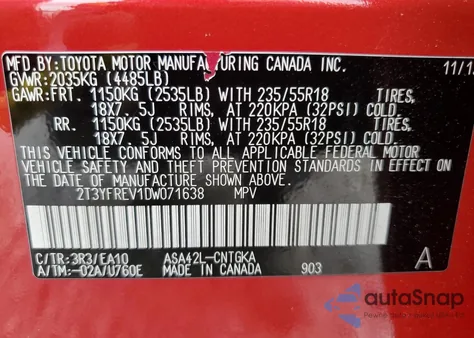 MFD.BY:TOYOTA MOTOR MANUFACTURING CANADA INC. 11/1
GVWR: 2035KG (4485LB)
GAWR:FRT. 1150KG (2535LB) WITH 235/55R18 TIRES,
18X7. 5J RIMS, AT 220KPA (32PSI) COLD
RR. 1150KG (2535LB) WITH 235/55R18 TIRES,
18X7. 5J RIMS, AT 220KPA (32PSI) COLD.
THIS VEHICLE CONFORMS TO ALL APPLICABLE FEDERAL MOTOR
VEHICLE SAFETY AND THEFT PREVENTION STANDARDS IN EFFECT
ON THE DATE OF MANUFACTURE SHOWN ABOVE.
2T3YFREV1DW071638 MPV
C/TR:3R3/EA10 ASA42L-CNTGKA A
A/TM:-02A/U760E MADE IN CANADA 903
autoSnap